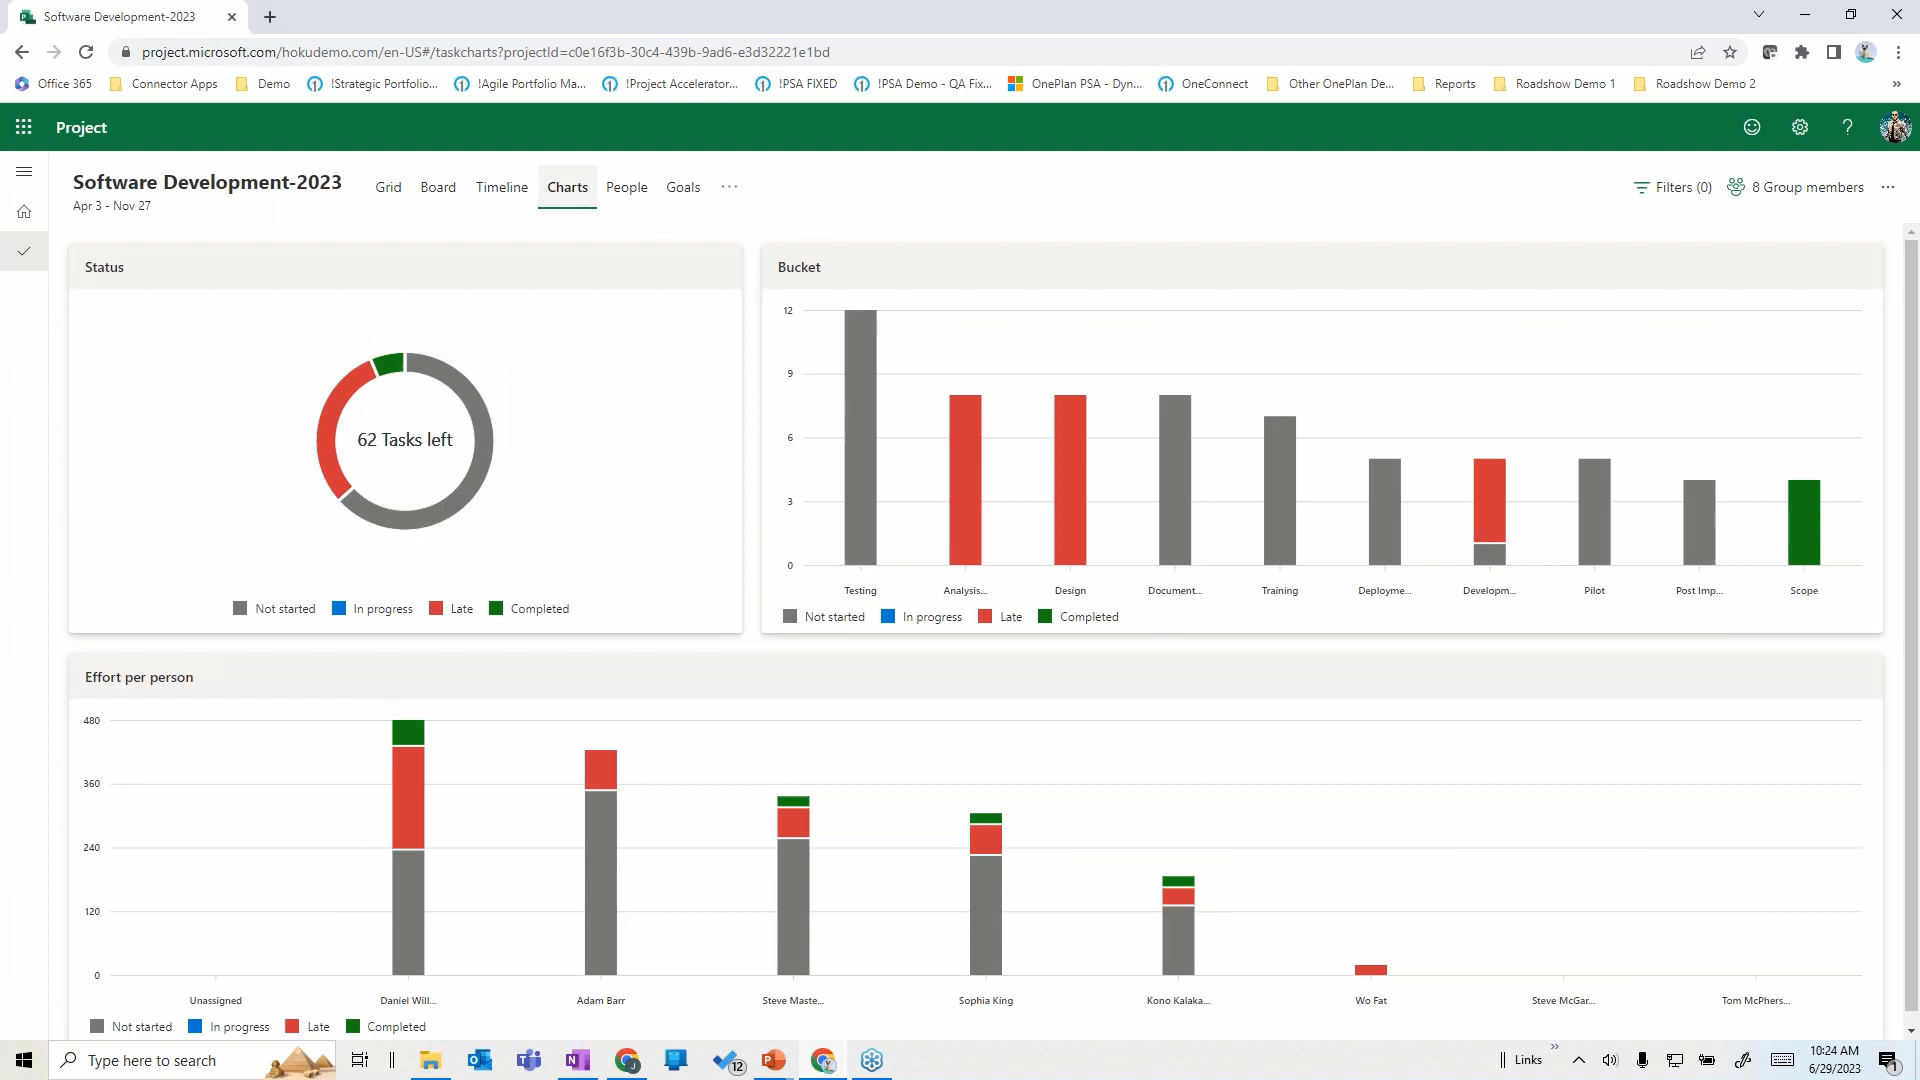 Software Development-2023
project.microsoft.com/hokudemo.com/en-US#/taskcharts?projectId=c0e16f3b-30c4-439b-9ad6-e3d32221e1bd
Office 365 Connector Apps Demo !Strategic Portfolio... !Agile Portfolio Ma... !Project Accelerator... !PSA FIXED !PSA Demo - QA Fix... OnePlan PSA - Dyn... OneConnect Other OnePlan De... Reports Roadshow Demo 1 Roadshow Demo 2 »
Project ?
Software Development-2023 Grid Board Timeline Charts People Goals ··· Filters (0) 8 Group members ···
Apr 3 - Nov 27
Status
62 Tasks left
Not started In progress Late Completed
Bucket
12
9
6
3
0
Testing Analysis... Design Document... Training Deployme... Developm... Pilot Post Imp... Scope
Not started In progress Late Completed
Effort per person
480
360
240
120
0
Unassigned Daniel Will... Adam Barr Steve Maste... Sophia King Kono Kalaka... Wo Fat Steve McGar... Tom McPhers...
Not started In progress Late Completed
Type here to search 12 Links » 10:24 AM
6/29/2023 1